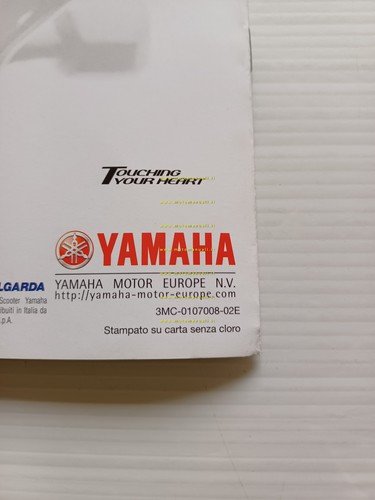 TOUCHING
YOUR HEART
YAMAHA
LGARDA
YAMAHA MOTOR EUROPE N.V.
Scooter Yamaha
http://yamaha-motor-europe.com
ibuiti in Italia da
.p.A.
3MC-0107008-02E
Stampato su carta senza cloro